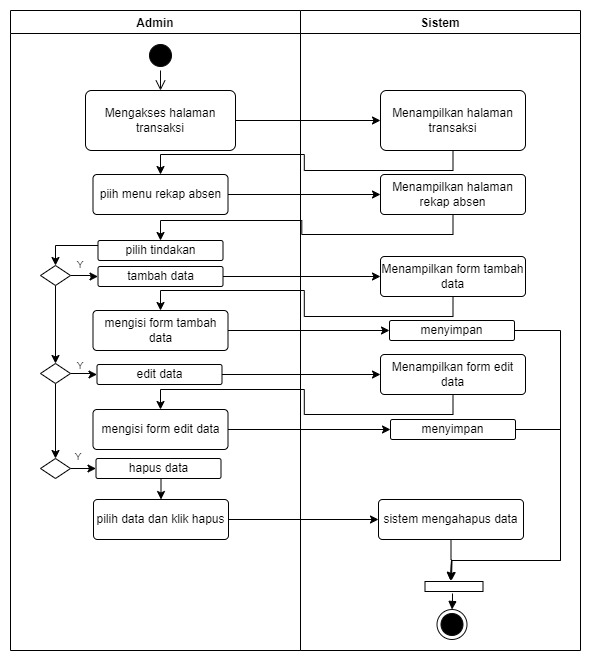 Admin
Sistem
Mengakses halaman
transaksi
Menampilkan halaman
transaksi
piih menu rekap absen
Menampilkan halaman
rekap absen
pilih tindakan
Y
tambah data
Menampilkan form tambah
data
mengisi form tambah
data
menyimpan
Y
edit data
Menampilkan form edit
data
mengisi form edit data
menyimpan
Y
hapus data
pilih data dan klik hapus
sistem mengahapus data